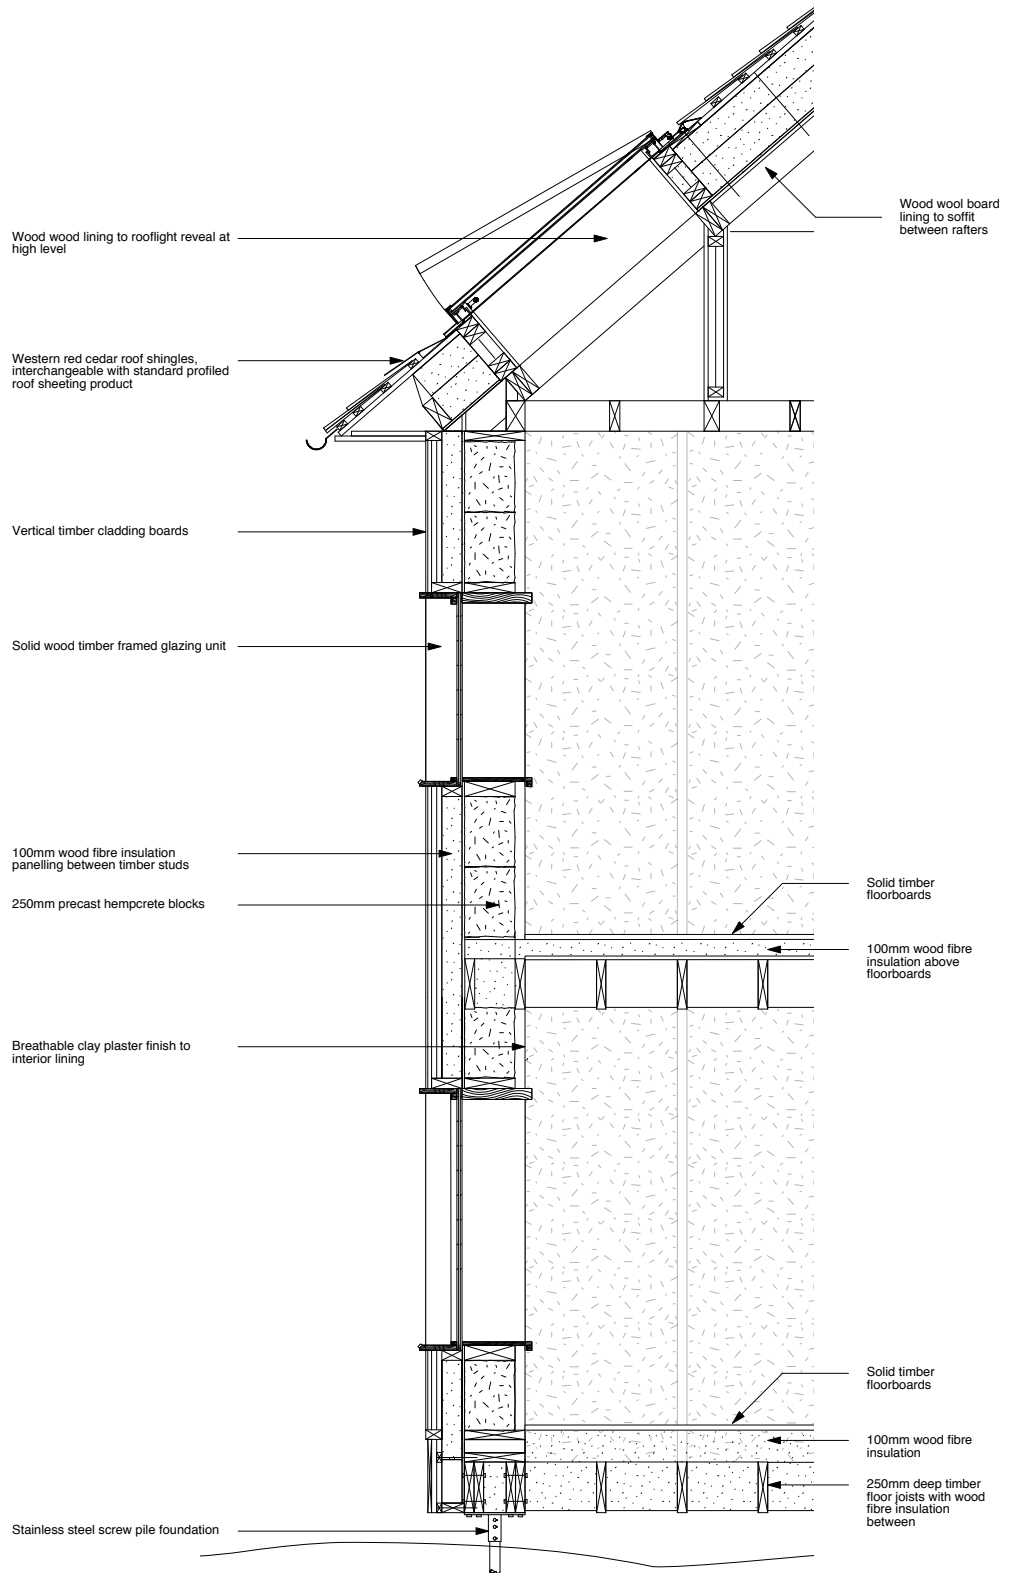 Wood wool board
lining to soffit
between rafters
Wood wood lining to rooflight reveal at
high level
Western red cedar roof shingles,
interchangeable with standard profiled
roof sheeting product
Vertical timber cladding boards
Solid wood timber framed glazing unit
100mm wood fibre insulation
panelling between timber studs
250mm precast hempcrete blocks
Solid timber
floorboards
100mm wood fibre
insulation above
floorboards
Breathable clay plaster finish to
interior lining
Solid timber
floorboards
100mm wood fibre
insulation
250mm deep timber
floor joists with wood
fibre insulation
between
Stainless steel screw pile foundation